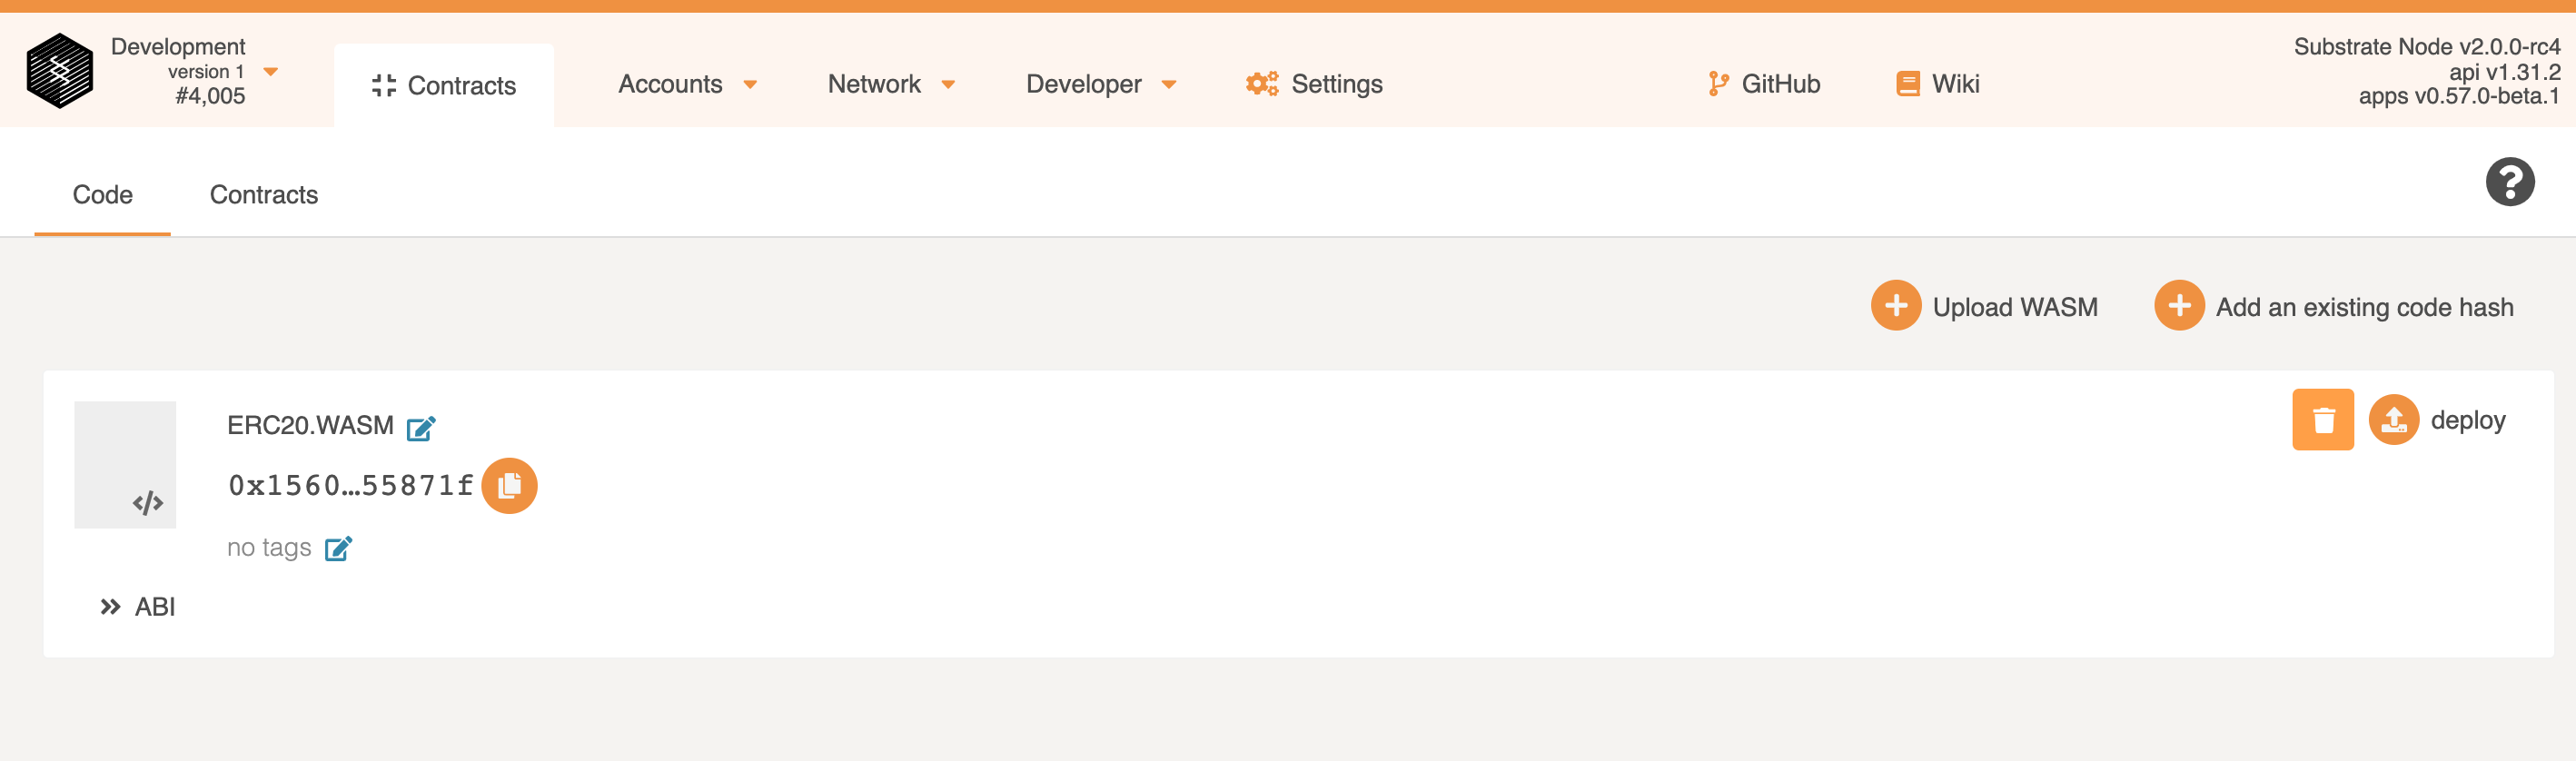 Development
version 1
#4,005
Contracts
Accounts
Network
Developer
Settings
GitHub
Wiki
Substrate Node v2.0.0-rc4
api v1.31.2
apps v0.57.0-beta.1
Code
Contracts
Upload WASM
Add an existing code hash
ERC20.WASM
0x1560…55871f
no tags
ABI
deploy